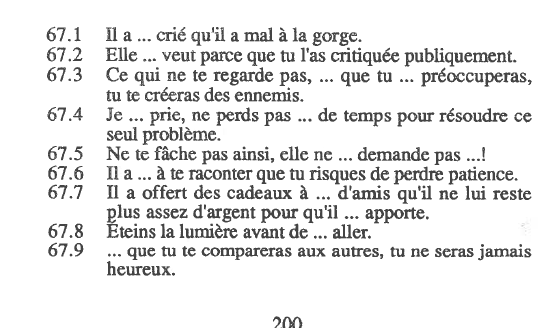 67.1 Il a ... crié qu'il a mal à la gorge.
67.2 Elle ... veut parce que tu l'as critiquée publiquement.
67.3 Ce qui ne te regarde pas, ... que tu ... préoccuperas,
tu te créeras des ennemis.
67.4 Je ... prie, ne perds pas ... de temps pour résoudre ce
seul problème.
67.5 Ne te fâche pas ainsi, elle ne ... demande pas ...!
67.6 Il a ... à te raconter que tu risques de perdre patience.
67.7 Il a offert des cadeaux à ... d'amis qu'il ne lui reste
plus assez d'argent pour qu'il ... apporte.
67.8 Éteins la lumière avant de ... aller.
67.9 ... que tu te compareras aux autres, tu ne seras jamais
heureux.
200